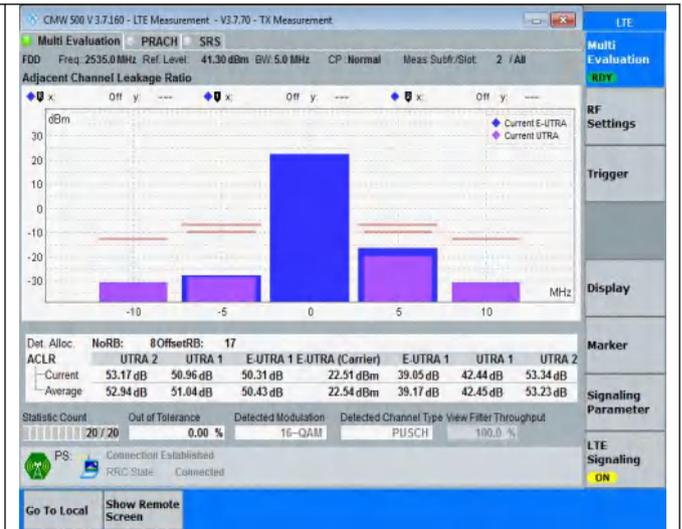 CMW 500 V 3.7.160 - LTE Measurement - V3.7.70 - TX Measurement
LTE
Multi Evaluation PRACH SRS
FDD Freq.:2535.0 MHz Ref. Level: 41.30 dBm BW: 5.0 MHz CP :Normal Meas Subfr./Slot: 2 / All
Adjacent Channel Leakage Ratio
x: Off y: --- x: Off y: --- x: Off y: ---
dBm
Current E-UTRA
Current UTRA
30
20
10
0
-10
-20
-30
MHz
-10 -5 0 5 10
Det. Alloc. NoRB: 8OffsetRB: 17
ACLR UTRA 2 UTRA 1 E-UTRA 1 E-UTRA (Carrier) E-UTRA 1 UTRA 1 UTRA 2
Current 53.17 dB 50.96 dB 50.31 dB 22.51 dBm 39.05 dB 42.44 dB 53.34 dB
Average 52.94 dB 51.04 dB 50.43 dB 22.54 dBm 39.17 dB 42.45 dB 53.23 dB
Statistic Count Out of Tolerance Detected Modulation Detected Channel Type View Filter Throughput
20 / 20 0.00 % 16-QAM PUSCH 100.0 %
PS: Connection Established
RRC State Connected
Multi
Evaluation
RDY
RF
Settings
Trigger
Display
Marker
Signaling
Parameter
LTE
Signaling
ON
Go To Local
Show Remote
Screen